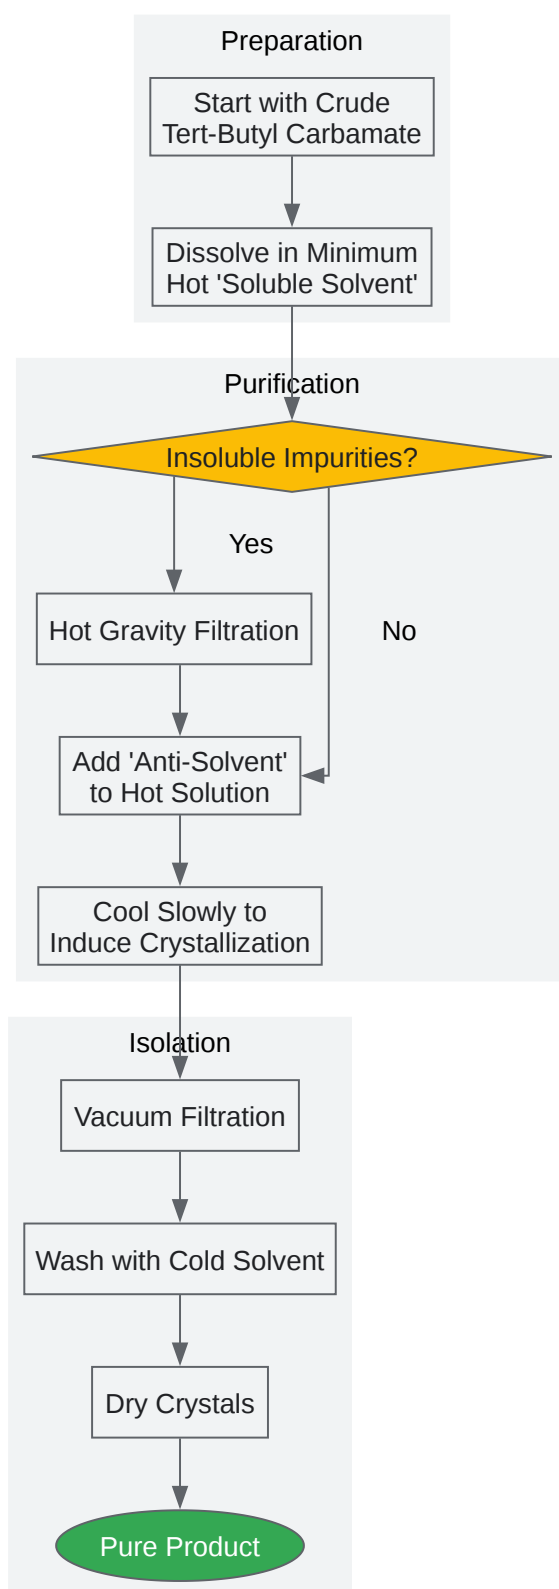 Preparation
Start with Crude
Tert-Butyl Carbamate
Dissolve in Minimum
Hot 'Soluble Solvent'
Purification
Insoluble Impurities?
Yes
Hot Gravity Filtration
No
Add 'Anti-Solvent'
to Hot Solution
Cool Slowly to
Induce Crystallization
Isolation
Vacuum Filtration
Wash with Cold Solvent
Dry Crystals
Pure Product